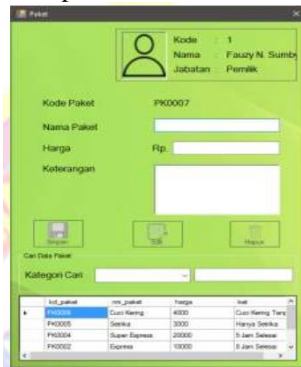 Paket
Kode : 1
Nama : Fauzy N. Sumb
Jabatan : Pemilik
Kode Paket PK0007
Nama Paket
Harga Rp.
Keterangan
Simpan Edit Hapus
Cari Data Paket
Kategori Cari
kd_paket nm_paket harga ket
PK0006 Cuci Kering 4000 Cuci Kering Tanp
PK0005 Setrika 3000 Hanya Setrika
PK0004 Super Express 20000 5 Jam Selesai
PK0002 Express 10000 8 Jam Selesai